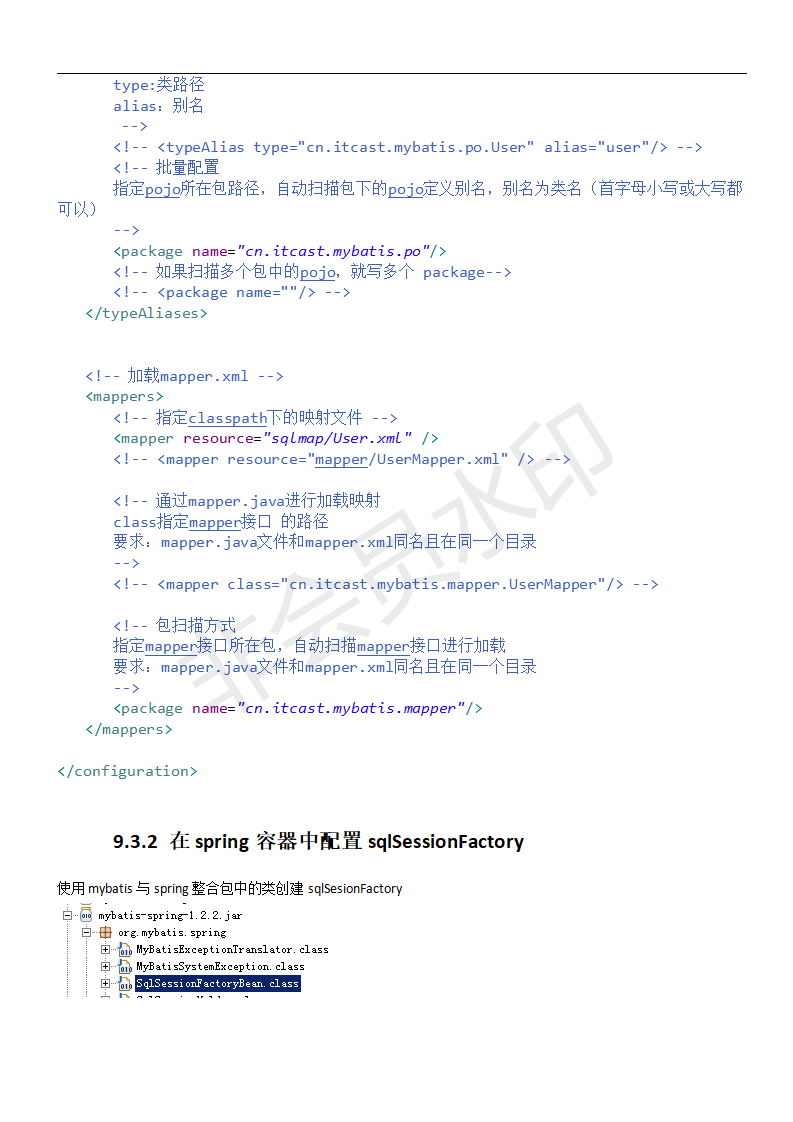 type:类路径
alias：别名
-->
<!-- <typeAlias type="cn.itcast.mybatis.po.User" alias="user"/> -->
<!-- 批量配置
指定pojo所在包路径，自动扫描包下的pojo定义别名，别名为类名（首字母小写或大写都
可以）
-->
<package name="cn.itcast.mybatis.po"/>
<!-- 如果扫描多个包中的pojo，就写多个 package-->
<!-- <package name=""/> -->
</typeAliases>
<!-- 加载mapper.xml -->
<mappers>
<!-- 指定classpath下的映射文件 -->
<mapper resource="sqlmap/User.xml" />
<!-- <mapper resource="mapper/UserMapper.xml" /> -->
<!-- 通过mapper.java进行加载映射
class指定mapper接口 的路径
要求：mapper.java文件和mapper.xml同名且在同一个目录
-->
<!-- <mapper class="cn.itcast.mybatis.mapper.UserMapper"/> -->
<!-- 包扫描方式
指定mapper接口所在包，自动扫描mapper接口进行加载
要求：mapper.java文件和mapper.xml同名且在同一个目录
-->
<package name="cn.itcast.mybatis.mapper"/>
</mappers>
</configuration>
非会员水印
9.3.2 在 spring 容器中配置 sqlSessionFactory
使用 mybatis 与 spring 整合包中的类创建 sqlSesionFactory
mybatis-spring-1.2.2.jar
org.mybatis.spring
MyBatisExceptionTranslator.class
MyBatisSystemException.class
SqlSessionFactoryBean.class